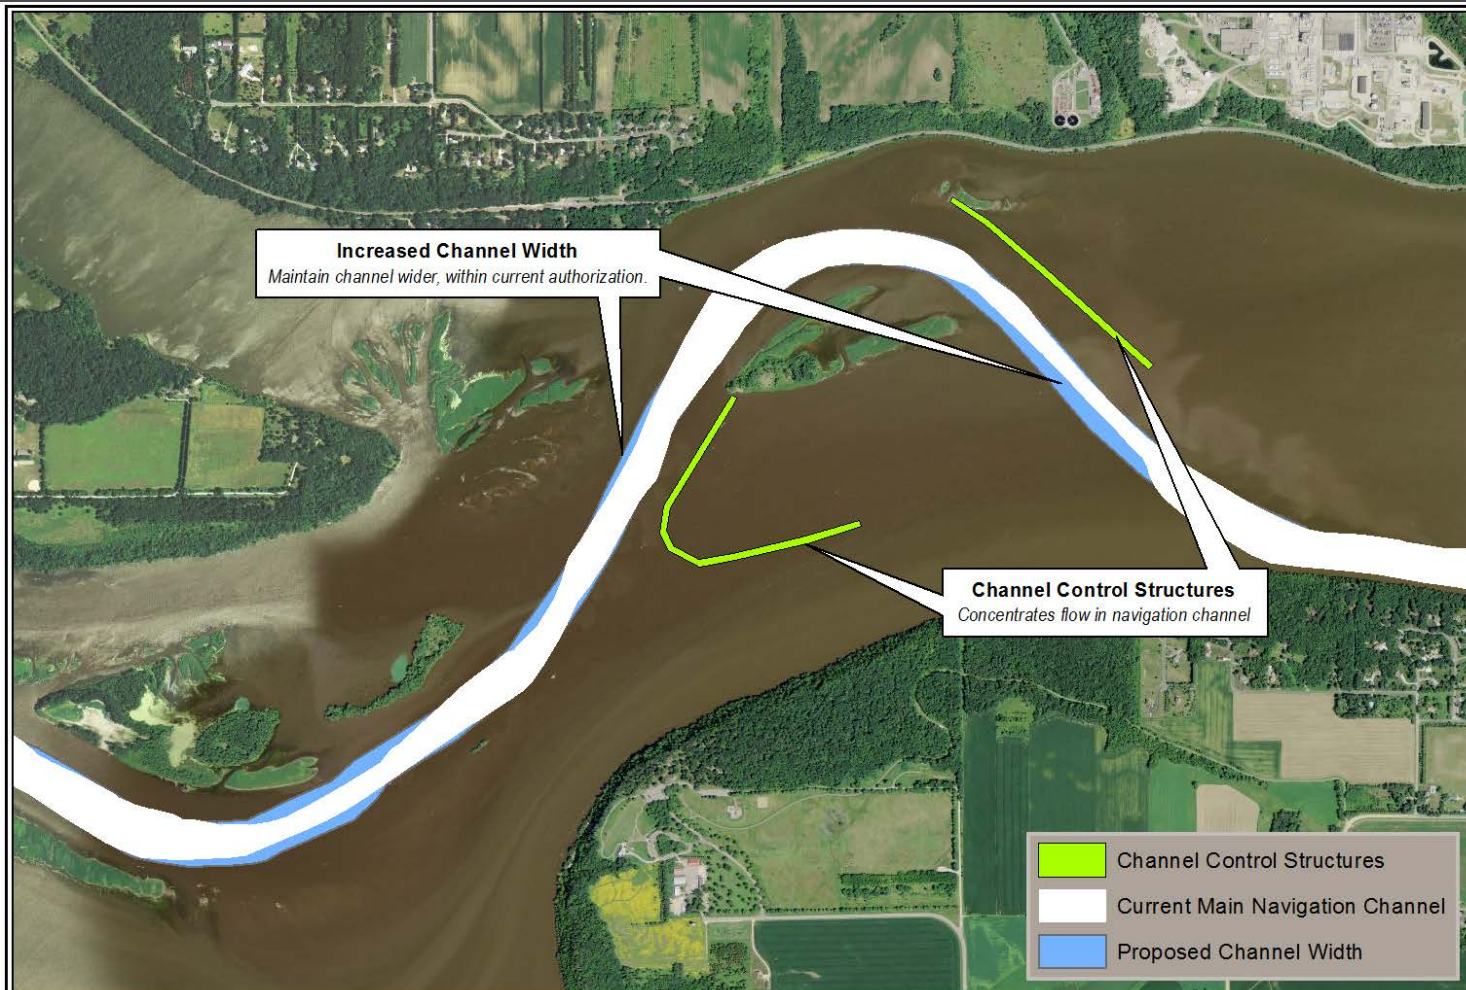 Increased Channel Width
Maintain channel wider, within current authorization.
Channel Control Structures
Concentrates flow in navigation channel
Channel Control Structures
Current Main Navigation Channel
Proposed Channel Width